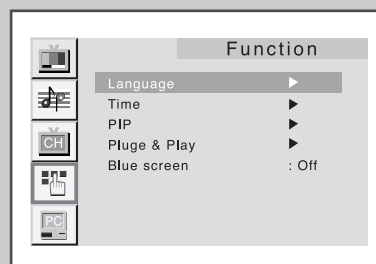 Function
Language ▶
Time ▶
PIP ▶
Pluge & Play ▶
Blue screen : Off
CH
PC